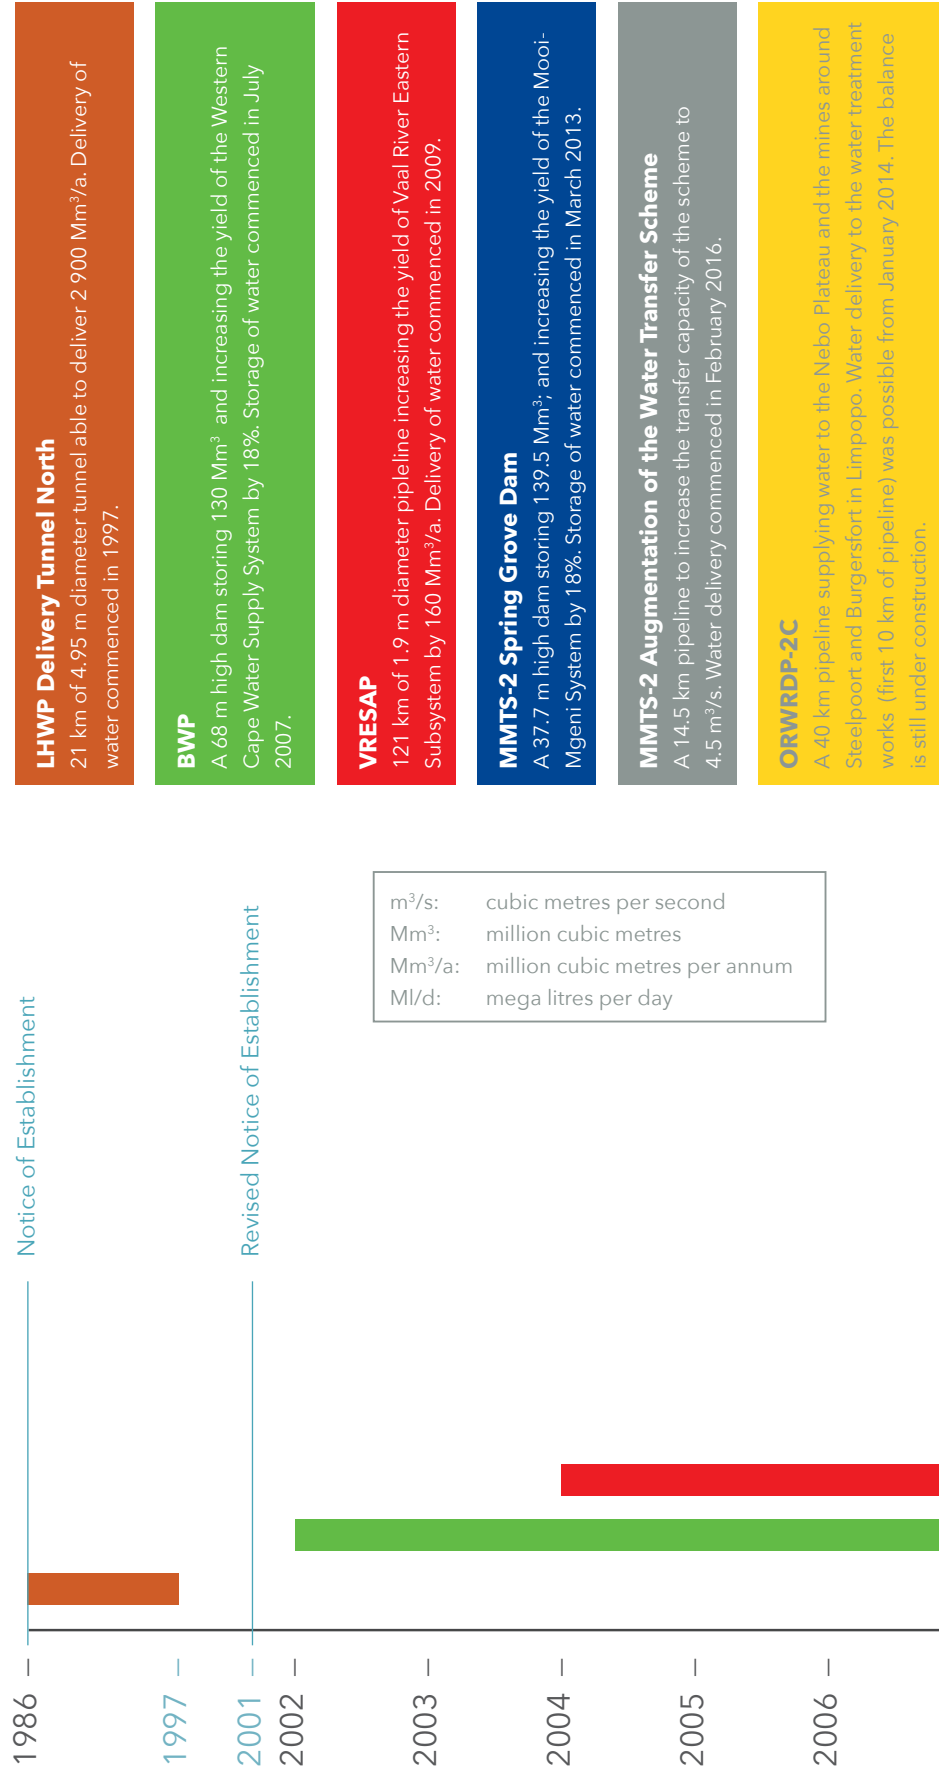 LHWP Delivery Tunnel North
21 km of 4.95 m diameter tunnel able to deliver 2 900 Mm³/a. Delivery of
water commenced in 1997.
BWP
A 68 m high dam storing 130 Mm³ and increasing the yield of the Western
Cape Water Supply System by 18%. Storage of water commenced in July
2007.
VRESAP
121 km of 1.9 m diameter pipleline increasing the yield of Vaal River Eastern
Subsystem by 160 Mm³/a. Delivery of water commenced in 2009.
MMTS-2 Spring Grove Dam
A 37.7 m high dam storing 139.5 Mm³; and increasing the yield of the Mooi-
Mgeni System by 18%. Storage of water commenced in March 2013.
MMTS-2 Augmentation of the Water Transfer Scheme
A 14.5 km pipeline to increase the transfer capacity of the scheme to
4.5 m³/s. Water delivery commenced in February 2016.
ORWRDP-2C
A 40 km pipeline supplying water to the Nebo Plateau and the mines around
Steelpoort and Burgersfort in Limpopo. Water delivery to the water treatment
works (first 10 km of pipeline) was possible from January 2014. The balance
is still under construction.
m³/s: cubic metres per second
Mm³: million cubic metres
Mm³/a: million cubic metres per annum
Ml/d: mega litres per day
Notice of Establishment
Revised Notice of Establishment
1986
1997
2001
2002
2003
2004
2005
2006